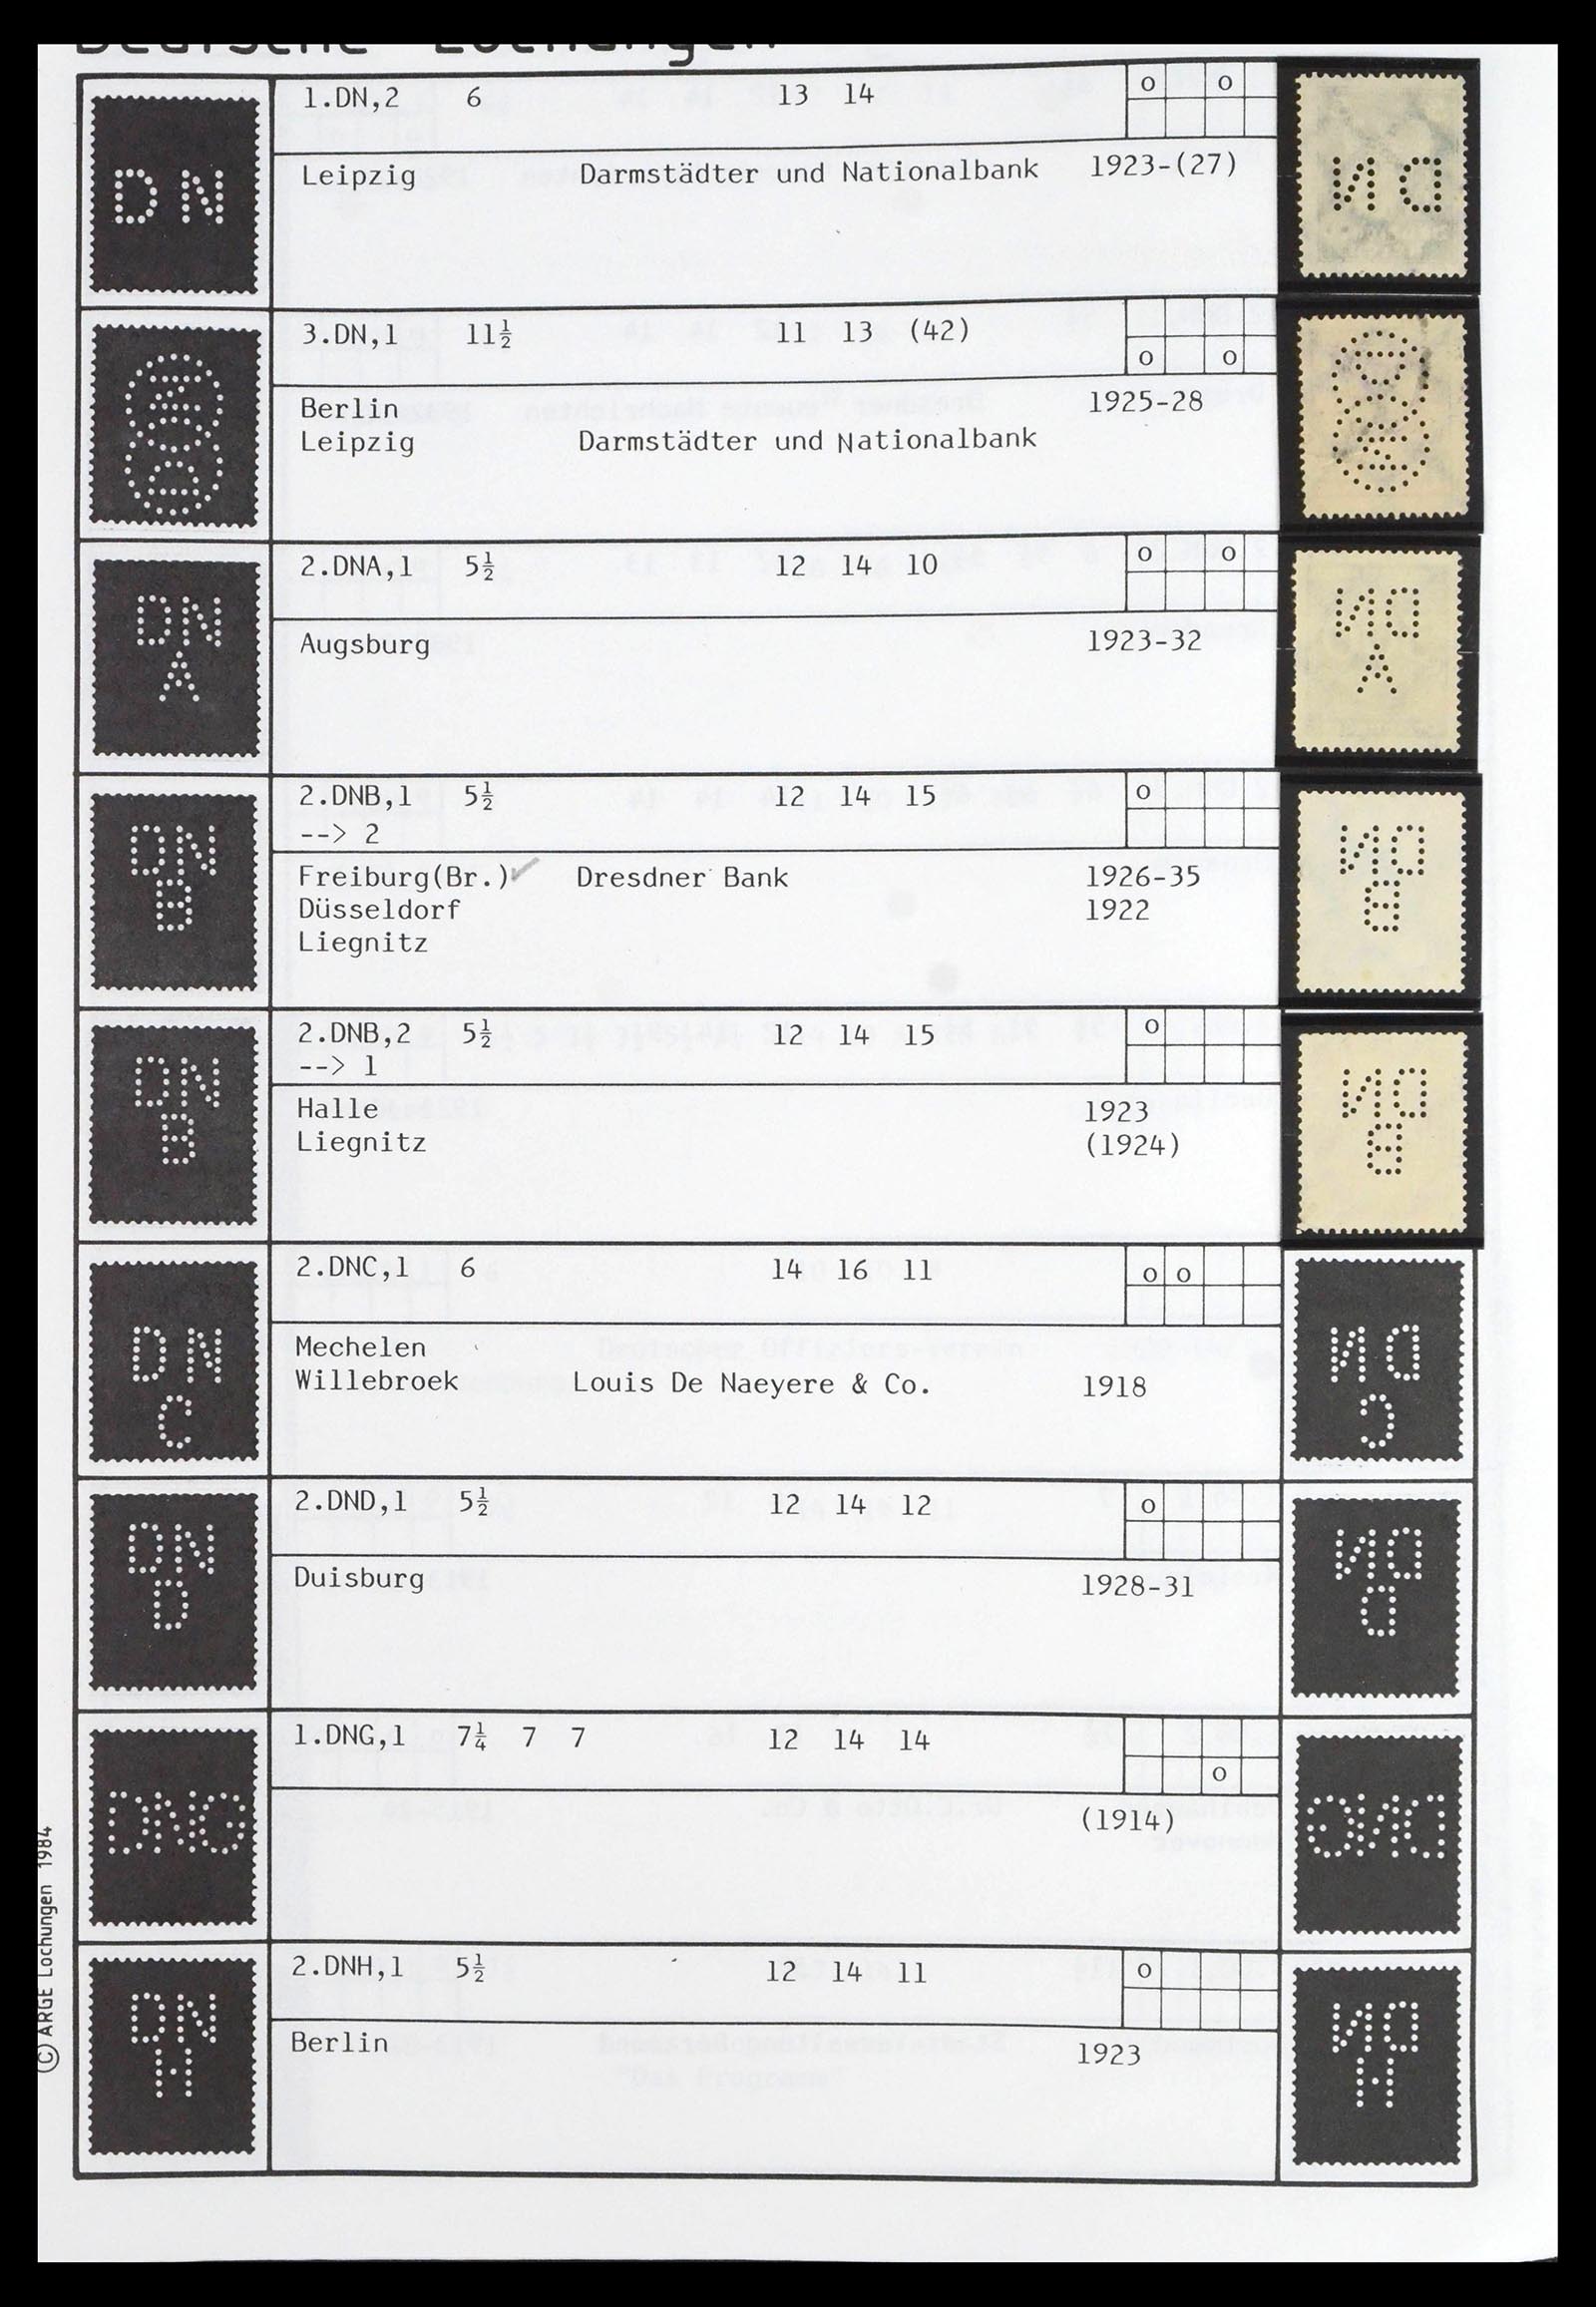 Deutsche Lochungen
DN
1.DN,2 6 13 14 o o
Leipzig Darmstädter und Nationalbank 1923-(27)
3.DN,1 11½ 11 13 (42) o o
Berlin 1925-28
Leipzig Darmstädter und Nationalbank
DN
A
2.DNA,1 5½ 12 14 10 o o
Augsburg 1923-32
DN
B
2.DNB,1 5½ 12 14 15 o
--> 2
Freiburg(Br.) Dresdner Bank 1926-35
Düsseldorf 1922
Liegnitz
DN
B
2.DNB,2 5½ 12 14 15 o
--> 1
Halle 1923
Liegnitz (1924)
DN
C
2.DNC,1 6 14 16 11 o o
Mechelen
Willebroek Louis De Naeyere & Co. 1918
DN
D
2.DND,1 5½ 12 14 12 o
Duisburg 1928-31
DNG
1.DNG,1 7¼ 7 7 12 14 14 o
(1914)
DN
H
2.DNH,1 5½ 12 14 11 o
Berlin 1923
© ARGE Lochungen 1984